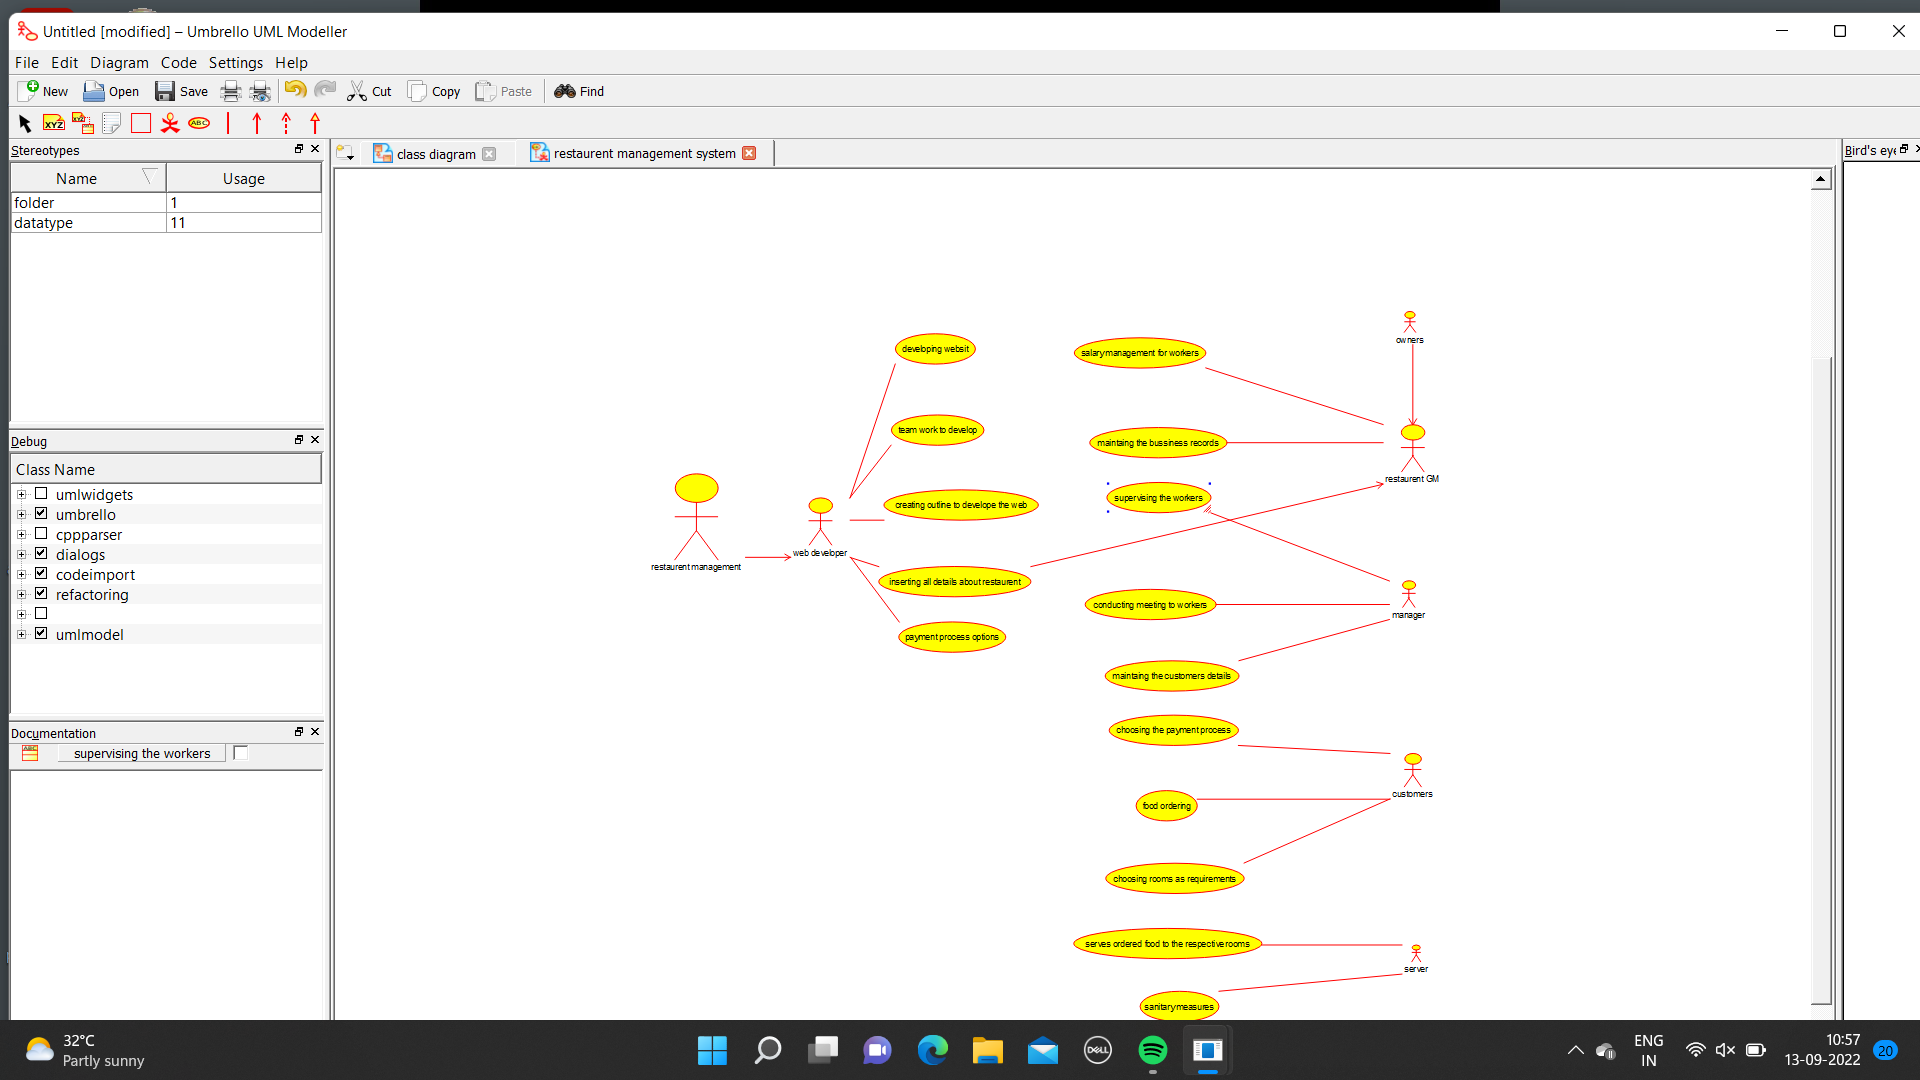 Untitled [modified] – Umbrello UML Modeller
File Edit Diagram Code Settings Help
New Open Save Cut Copy Paste Find
XYZ XYZ ABC
Stereotypes
Name Usage
folder 1
datatype 11
Debug
Class Name
umlwidgets
umbrello
cppparser
dialogs
codeimport
refactoring
umlmodel
Documentation
ABC supervising the workers
class diagram
restaurent management system
Bird's eye
developing websit
team work to develop
creating outline to develope the web
inserting all details about restaurent
payment process options
restaurent management
web developer
salary management for workers
maintaing the bussiness records
supervising the workers
conducting meeting to workers
maintaing the customers details
choosing the payment process
food ordering
choosing rooms as requirements
serves ordered food to the respective rooms
sanitary measures
owners
restaurent GM
manager
customers
server
32°C
Partly sunny
DELL
ENG
IN
10:57
13-09-2022
20